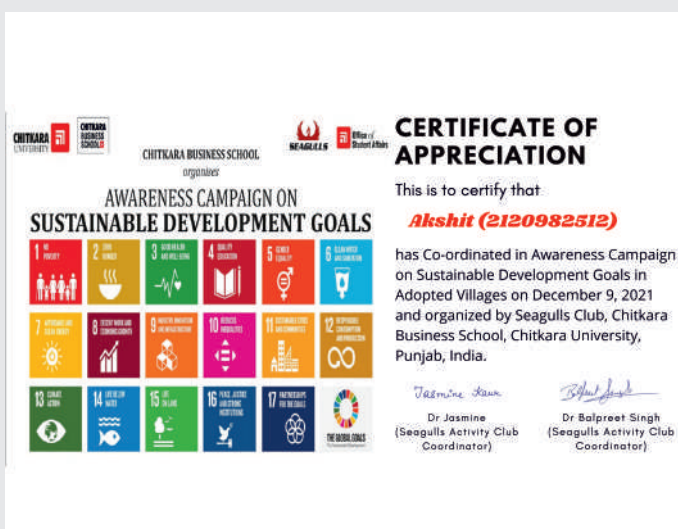 CHITKARA
UNIVERSITY
CHITKARA
BUSINESS
SCHOOL
SEAGULLS
Office of
Student Affairs
CHITKARA BUSINESS SCHOOL
organises
AWARENESS CAMPAIGN ON
SUSTAINABLE DEVELOPMENT GOALS
1 NO
POVERTY
2 ZERO
HUNGER
3 GOOD HEALTH
AND WELL-BEING
4 QUALITY
EDUCATION
5 GENDER
EQUALITY
6 CLEAN WATER
AND SANITATION
7 AFFORDABLE AND
CLEAN ENERGY
8 DECENT WORK AND
ECONOMIC GROWTH
9 INDUSTRY, INNOVATION
AND INFRASTRUCTURE
10 REDUCED
INEQUALITIES
11 SUSTAINABLE CITIES
AND COMMUNITIES
12 RESPONSIBLE
CONSUMPTION
AND PRODUCTION
13 CLIMATE
ACTION
14 LIFE BELOW
WATER
15 LIFE
ON LAND
16 PEACE, JUSTICE
AND STRONG
INSTITUTIONS
17 PARTNERSHIPS
FOR THE GOALS
THE GLOBAL GOALS
CERTIFICATE OF
APPRECIATION
This is to certify that
Akshit (2120982512)
has Co-ordinated in Awareness Campaign
on Sustainable Development Goals in
Adopted Villages on December 9, 2021
and organized by Seagulls Club, Chitkara
Business School, Chitkara University,
Punjab, India.
Jasmine Kaur
Dr Jasmine
(Seagulls Activity Club
Coordinator)
Balpreet Singh
Dr Balpreet Singh
(Seagulls Activity Club
Coordinator)